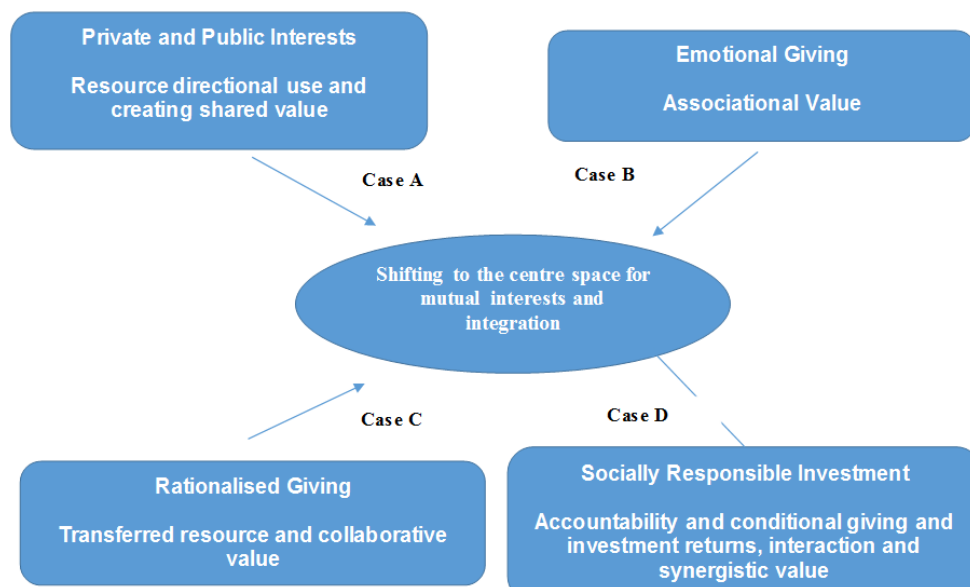 Private and Public Interests
Resource directional use and
creating shared value
Emotional Giving
Associational Value
Case A
Case B
Shifting to the centre space for
mutual interests and
integration
Case C
Case D
Rationalised Giving
Transferred resource and collaborative
value
Socially Responsible Investment
Accountability and conditional giving and
investment returns, interaction and
synergistic value